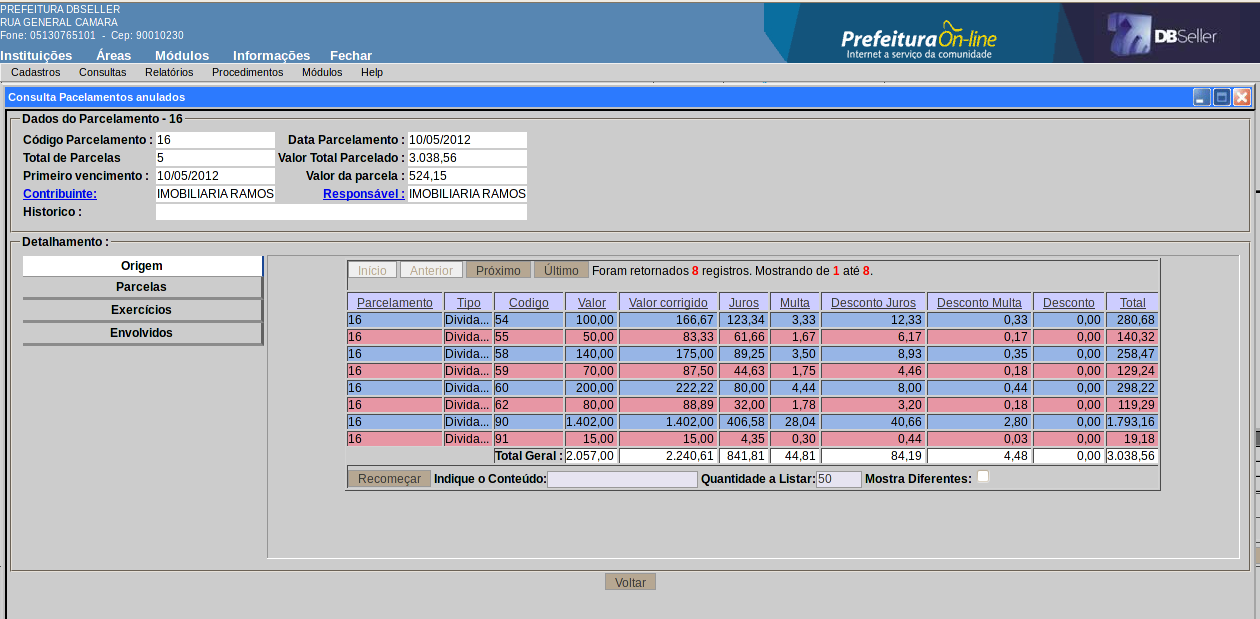 PREFEITURA DBSELLER
RUA GENERAL CAMARA
Fone: 05130765101 - Cep: 90010230
PrefeituraOn-line
Internet a serviço da comunidade
DBSeller
Instituições Áreas Módulos Informações Fechar
Cadastros Consultas Relatórios Procedimentos Módulos Help
Consulta Pacelamentos anulados
Dados do Parcelamento - 16
Código Parcelamento : 16 Data Parcelamento : 10/05/2012
Total de Parcelas 5 Valor Total Parcelado : 3.038,56
Primeiro vencimento : 10/05/2012 Valor da parcela : 524,15
Contribuinte: IMOBILIARIA RAMOS Responsável : IMOBILIARIA RAMOS
Historico :
Detalhamento :
Origem
Parcelas
Exercícios
Envolvidos
Início Anterior Próximo Último Foram retornados 8 registros. Mostrando de 1 até 8.
Parcelamento Tipo Codigo Valor Valor corrigido Juros Multa Desconto Juros Desconto Multa Desconto Total
16 Divida... 54 100,00 166,67 123,34 3,33 12,33 0,33 0,00 280,68
16 Divida... 55 50,00 83,33 61,66 1,67 6,17 0,17 0,00 140,32
16 Divida... 58 140,00 175,00 89,25 3,50 8,93 0,35 0,00 258,47
16 Divida... 59 70,00 87,50 44,63 1,75 4,46 0,18 0,00 129,24
16 Divida... 60 200,00 222,22 80,00 4,44 8,00 0,44 0,00 298,22
16 Divida... 62 80,00 88,89 32,00 1,78 3,20 0,18 0,00 119,29
16 Divida... 90 1.402,00 1.402,00 406,58 28,04 40,66 2,80 0,00 1.793,16
16 Divida... 91 15,00 15,00 4,35 0,30 0,44 0,03 0,00 19,18
Total Geral : 2.057,00 2.240,61 841,81 44,81 84,19 4,48 0,00 3.038,56
Recomeçar Indique o Conteúdo: Quantidade a Listar: 50 Mostra Diferentes:
Voltar